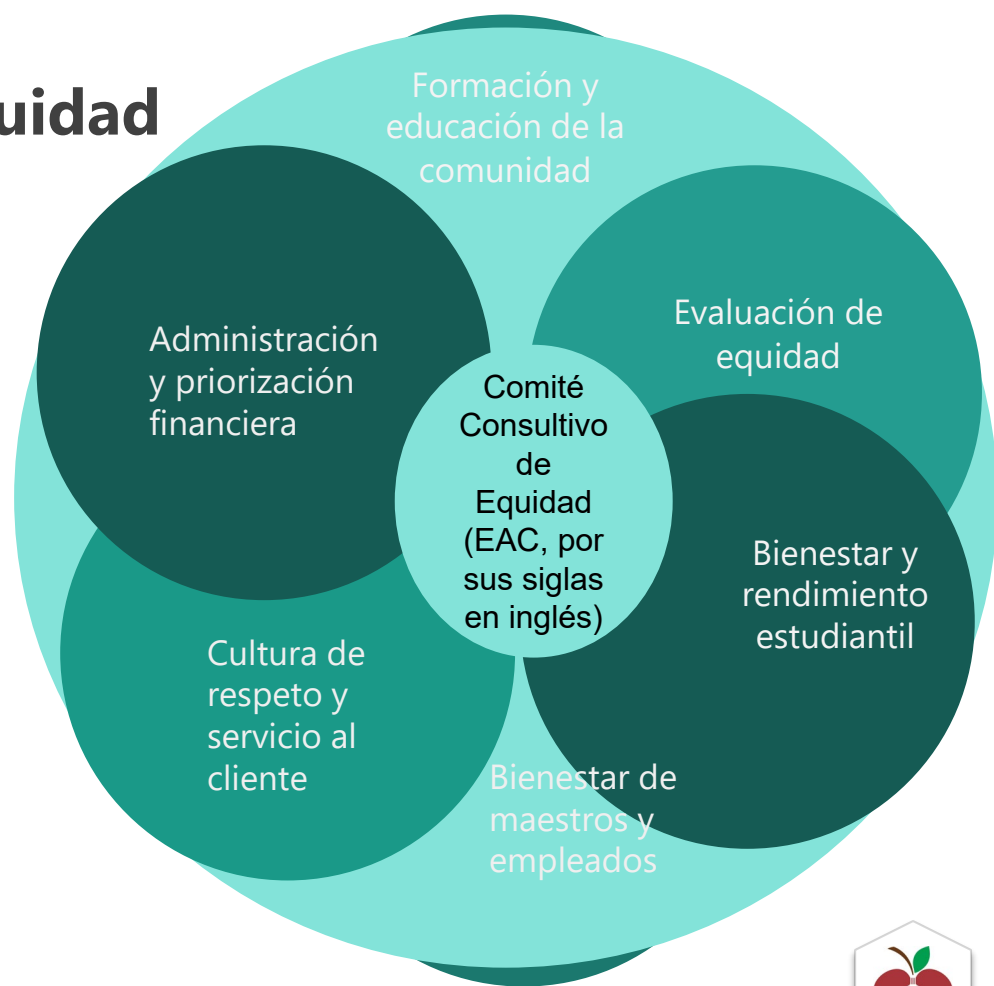 uidad
Formación y
educación de la
comunidad
Evaluación de
equidad
Administración
y priorización
financiera
Comité
Consultivo
de
Equidad
(EAC, por
sus siglas
en inglés)
Bienestar y
rendimiento
estudiantil
Cultura de
respeto y
servicio al
cliente
Bienestar de
maestros y
empleados